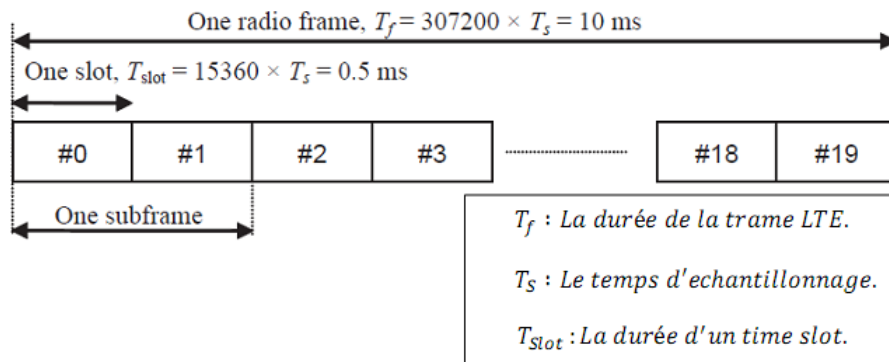 One radio frame, T_f = 307200 × T_s = 10 ms
One slot, T_slot = 15360 × T_s = 0.5 ms
#0 #1 #2 #3 #18 #19
One subframe
T_f : La durée de la trame LTE.
T_S : Le temps d'echantillonnage.
T_Slot : La durée d'un time slot.